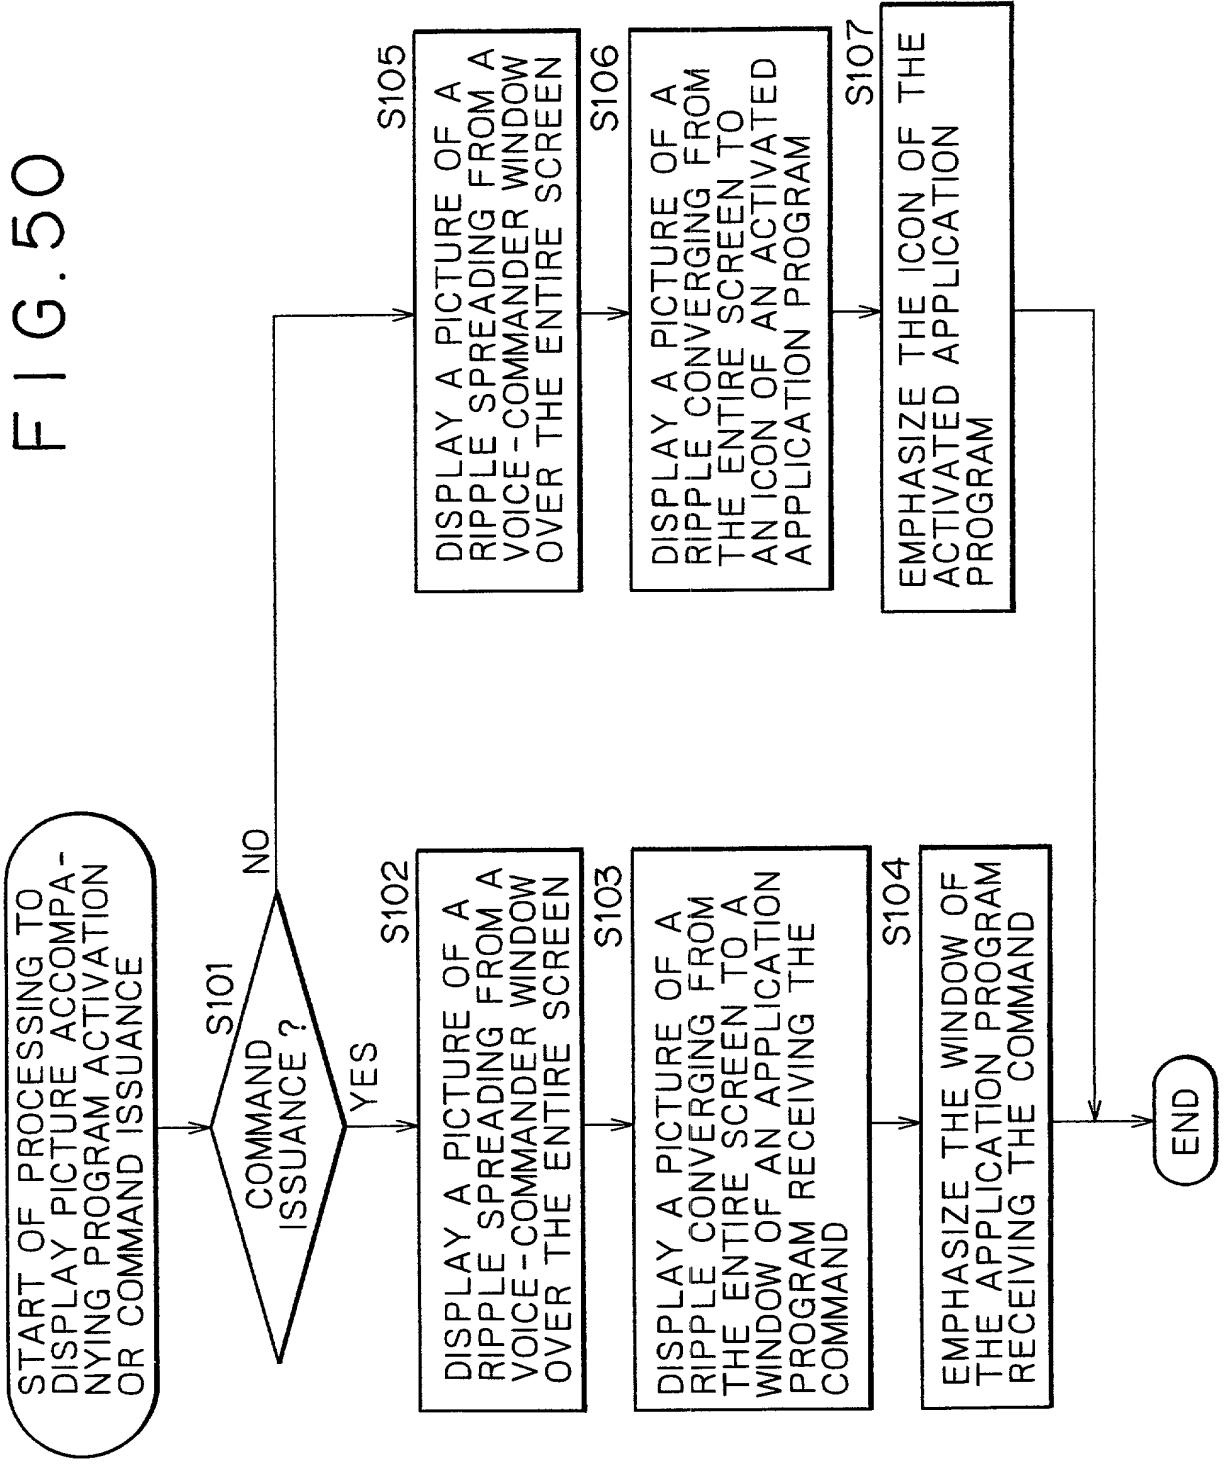 FIG.50
START OF PROCESSING TO
DISPLAY PICTURE ACCOMPA-
NYING PROGRAM ACTIVATION
OR COMMAND ISSUANCE
S101
COMMAND
ISSUANCE?
NO
YES
S102
DISPLAY A PICTURE OF A
RIPPLE SPREADING FROM A
VOICE-COMMANDER WINDOW
OVER THE ENTIRE SCREEN
S103
DISPLAY A PICTURE OF A
RIPPLE CONVERGING FROM
THE ENTIRE SCREEN TO A
WINDOW OF AN APPLICATION
PROGRAM RECEIVING THE
COMMAND
S104
EMPHASIZE THE WINDOW OF
THE APPLICATION PROGRAM
RECEIVING THE COMMAND
S105
DISPLAY A PICTURE OF A
RIPPLE SPREADING FROM A
VOICE-COMMANDER WINDOW
OVER THE ENTIRE SCREEN
S106
DISPLAY A PICTURE OF A
RIPPLE CONVERGING FROM
THE ENTIRE SCREEN TO
AN ICON OF AN ACTIVATED
APPLICATION PROGRAM
S107
EMPHASIZE THE ICON OF THE
ACTIVATED APPLICATION
PROGRAM
END